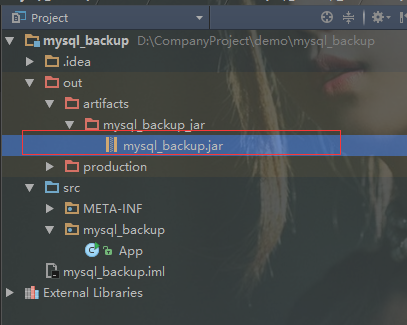 Project
mysql_backup D:\CompanyProject\demo\mysql_backup
.idea
out
artifacts
mysql_backup_jar
mysql_backup.jar
production
src
META-INF
mysql_backup
App
mysql_backup.iml
External Libraries